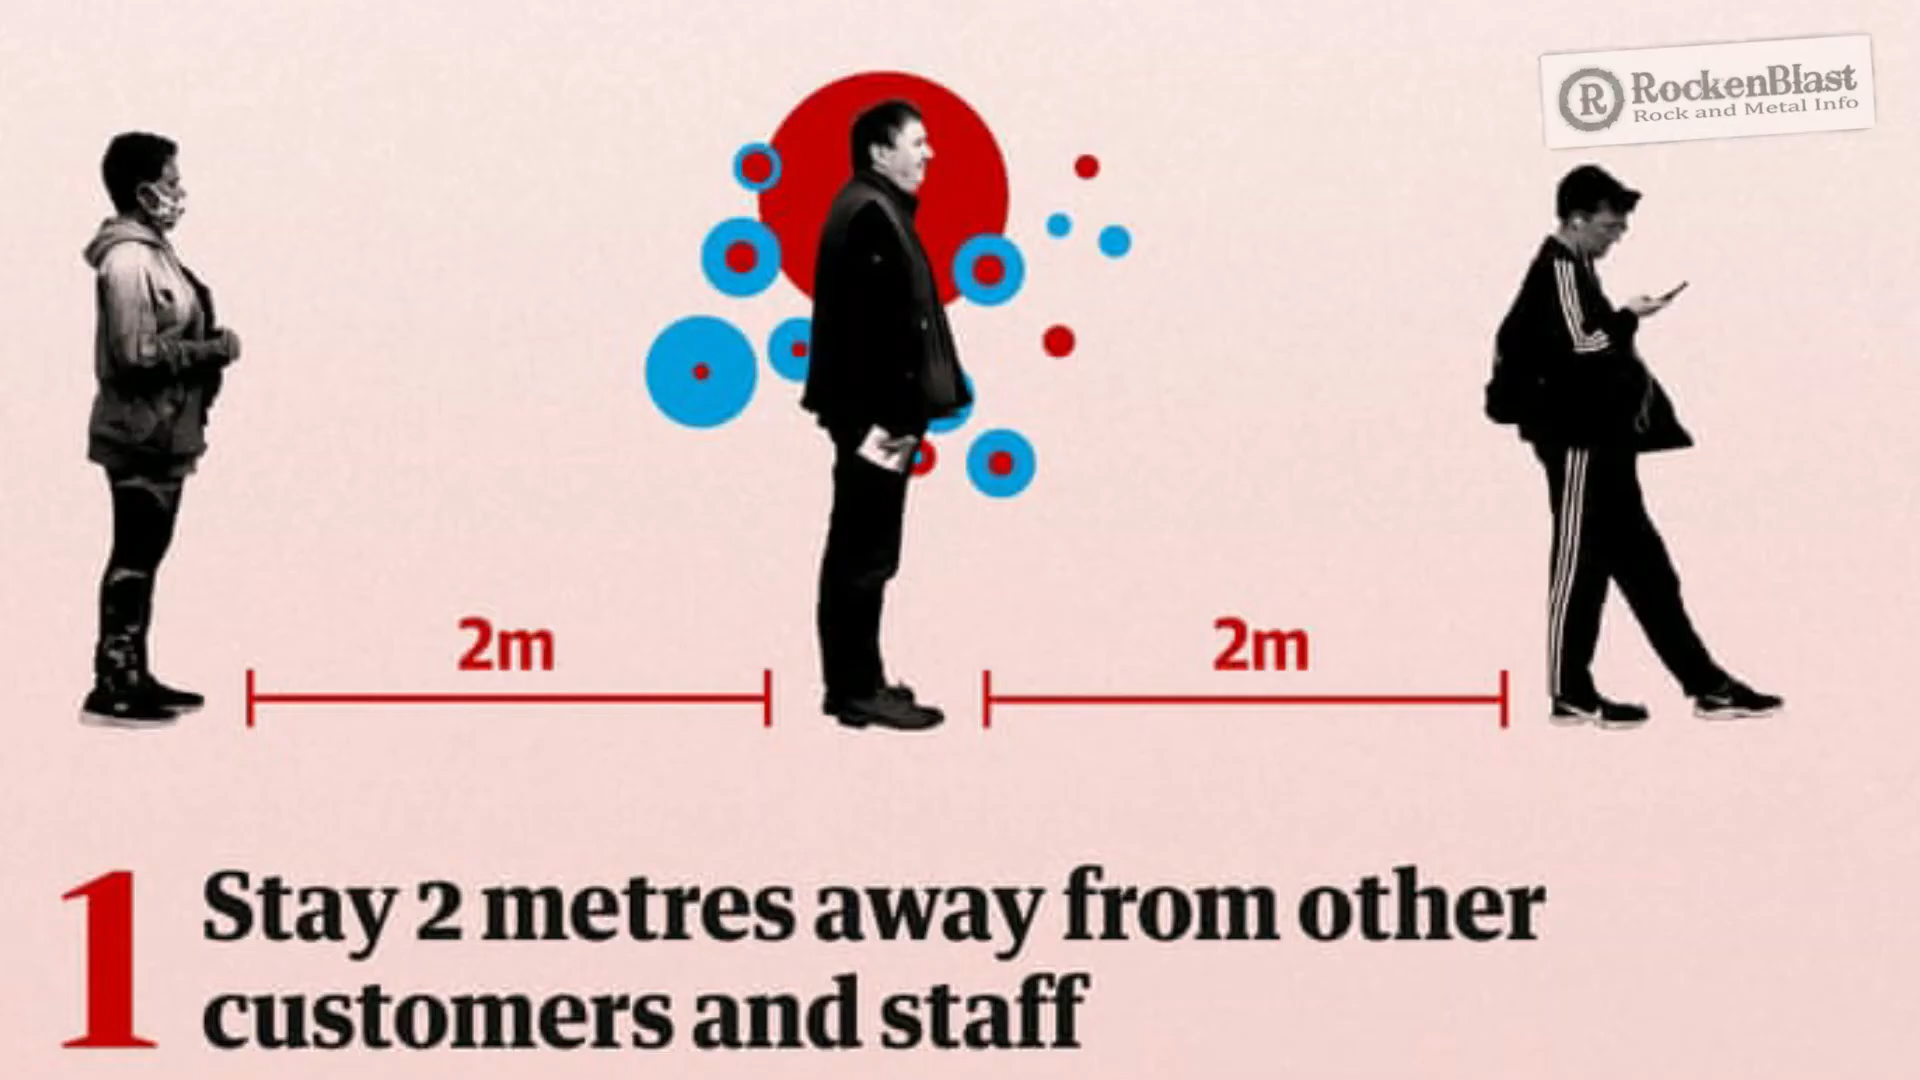 R RockenBlast
Rock and Metal Info
2m
2m
1 Stay 2 metres away from other
customers and staff